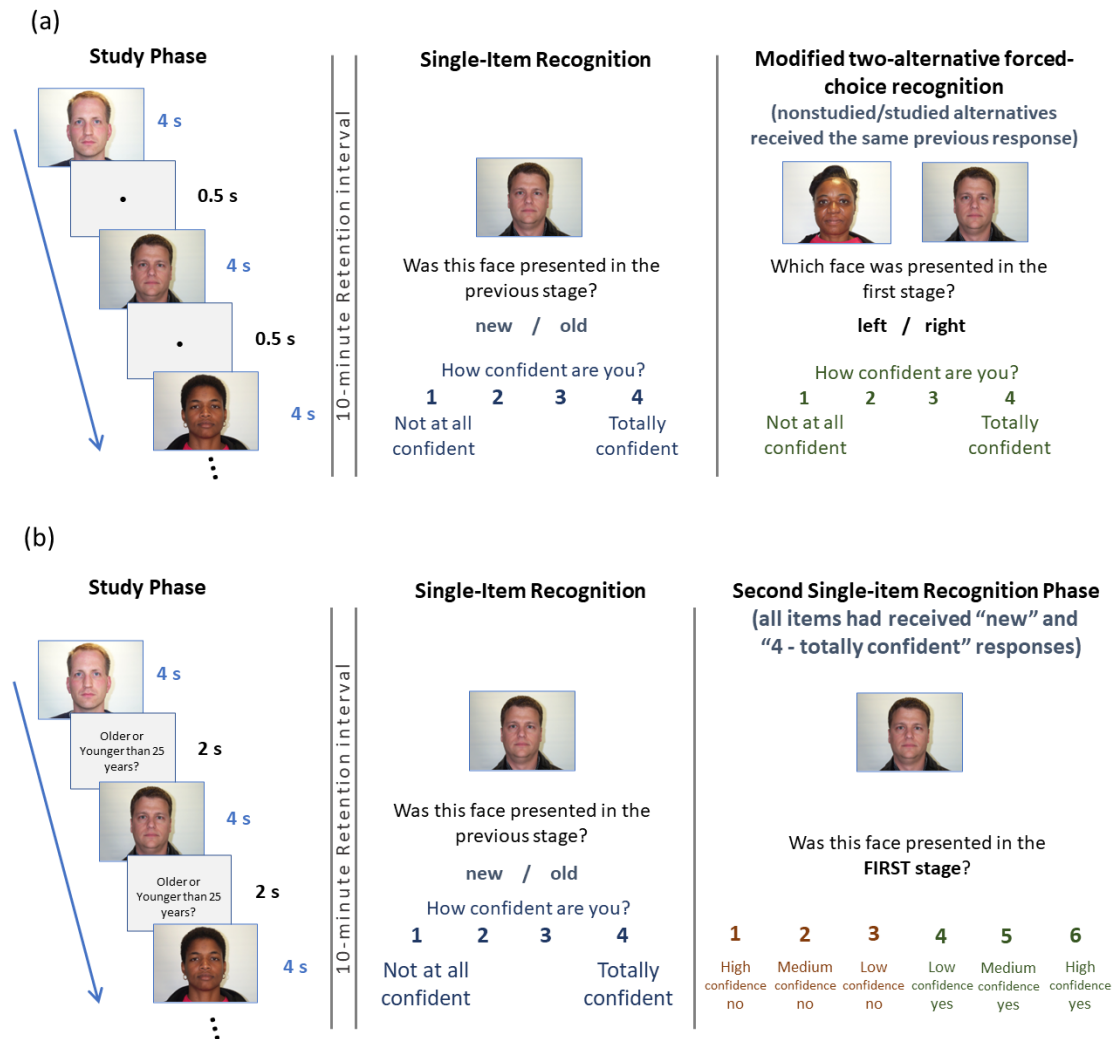 (a)
Study Phase
4 s
0.5 s
4 s
0.5 s
4 s
10-minute Retention interval
Single-Item Recognition
Was this face presented in the
previous stage?
new / old
How confident are you?
1 2 3 4
Not at all
confident
Totally
confident
Modified two-alternative forced-
choice recognition
(nonstudied/studied alternatives
received the same previous response)
Which face was presented in the
first stage?
left / right
How confident are you?
1 2 3 4
Not at all
confident
Totally
confident
(b)
Study Phase
4 s
Older or
Younger than 25
years?
2 s
4 s
Older or
Younger than 25
years?
2 s
4 s
10-minute Retention interval
Single-Item Recognition
Was this face presented in the
previous stage?
new / old
How confident are you?
1 2 3 4
Not at all
confident
Totally
confident
Second Single-item Recognition Phase
(all items had received “new” and
“4 - totally confident” responses)
Was this face presented in the
FIRST stage?
1 2 3 4 5 6
High
confidence
no
Medium
confidence
no
Low
confidence
no
Low
confidence
yes
Medium
confidence
yes
High
confidence
yes